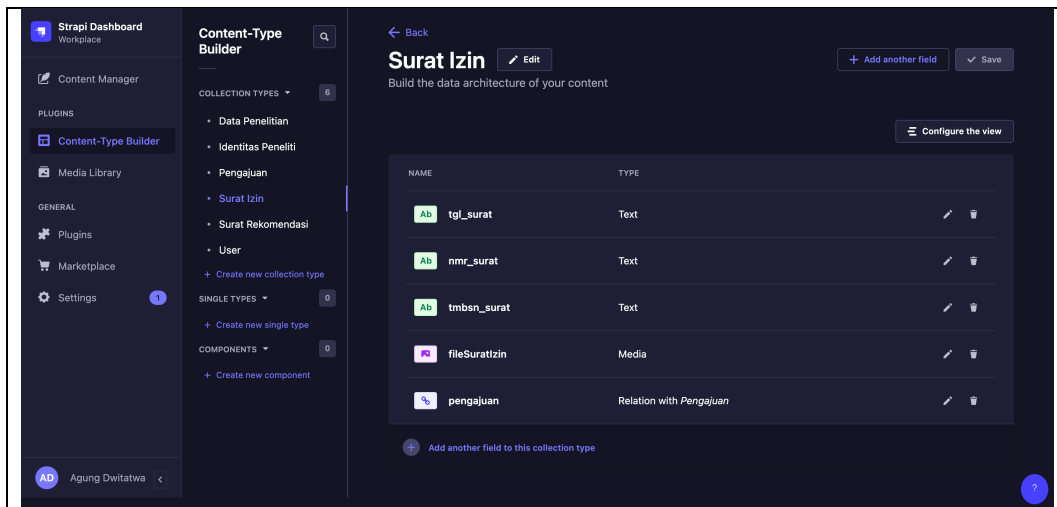 Strapi Dashboard
Workplace
Content Manager
PLUGINS
Content-Type Builder
Media Library
GENERAL
Plugins
Marketplace
Settings
1
AD
Agung Dwitatwa
Content-Type
Builder
COLLECTION TYPES
6
Data Penelitian
Identitas Peneliti
Pengajuan
Surat Izin
Surat Rekomendasi
User
+ Create new collection type
SINGLE TYPES
0
+ Create new single type
COMPONENTS
0
+ Create new component
Back
Surat Izin
Edit
+ Add another field
Save
Build the data architecture of your content
Configure the view
NAME TYPE
Ab tgl_surat Text
Ab nmr_surat Text
Ab tmbsn_surat Text
fileSuratIzin Media
pengajuan Relation with Pengajuan
+ Add another field to this collection type
?